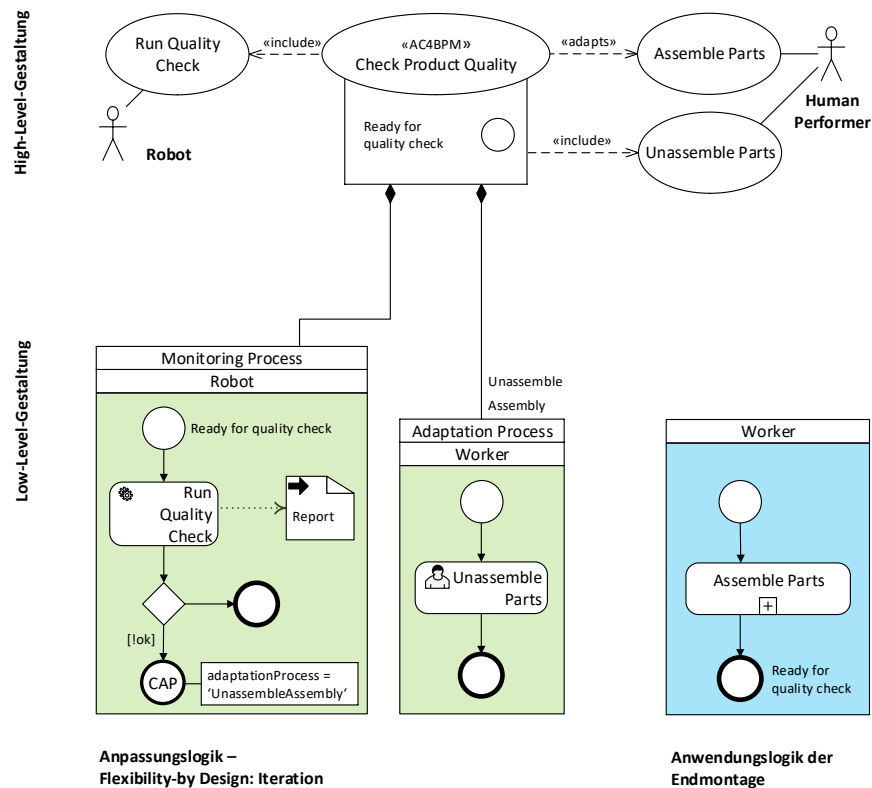 High-Level-Gestaltung
Run Quality
Check
«include»
«AC4BPM»
Check Product Quality
«adapts»
Assemble Parts
Human
Performer
Robot
Ready for
quality check
«include»
Unassemble Parts
Low-Level-Gestaltung
Monitoring Process
Robot
Ready for quality check
Run
Quality
Check
Report
[!ok]
CAP
adaptationProcess =
‘UnassembleAssembly‘
Unassemble
Assembly
Adaptation Process
Worker
Unassemble
Parts
Worker
Assemble Parts
Ready for
quality check
Anpassungslogik –
Flexibility-by Design: Iteration
Anwendungslogik der
Endmontage